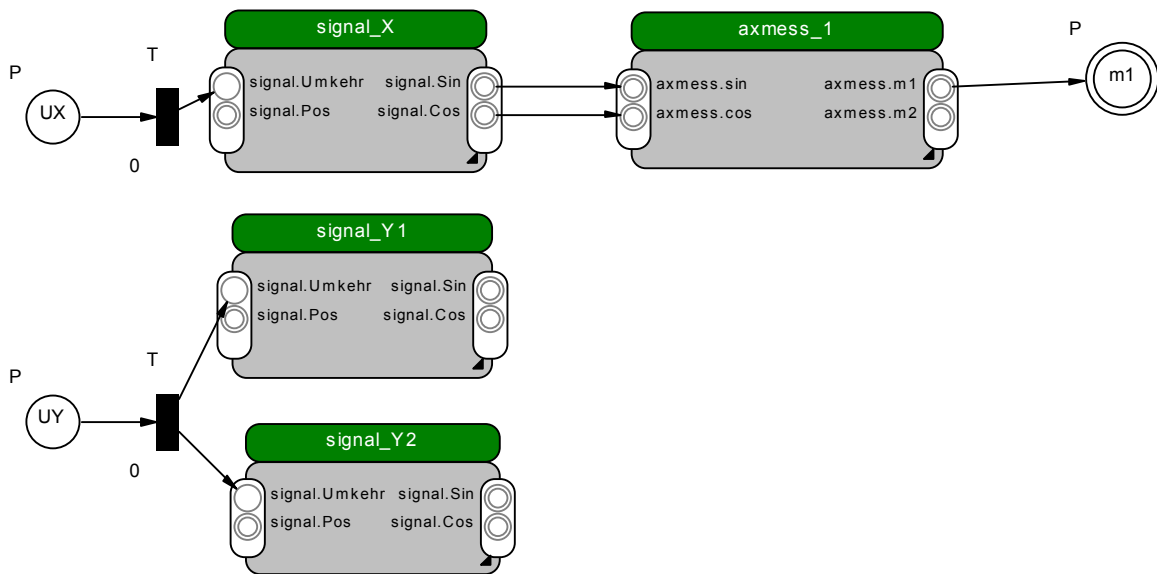 signal_X
axmess_1
P
T
P
signal.Umkehr
signal.Sin
axmess.sin
axmess.m1
m1
UX
signal.Pos
signal.Cos
axmess.cos
axmess.m2
0
signal_Y1
signal.Umkehr
signal.Sin
signal.Pos
signal.Cos
P
T
UY
signal_Y2
0
signal.Umkehr
signal.Sin
signal.Pos
signal.Cos